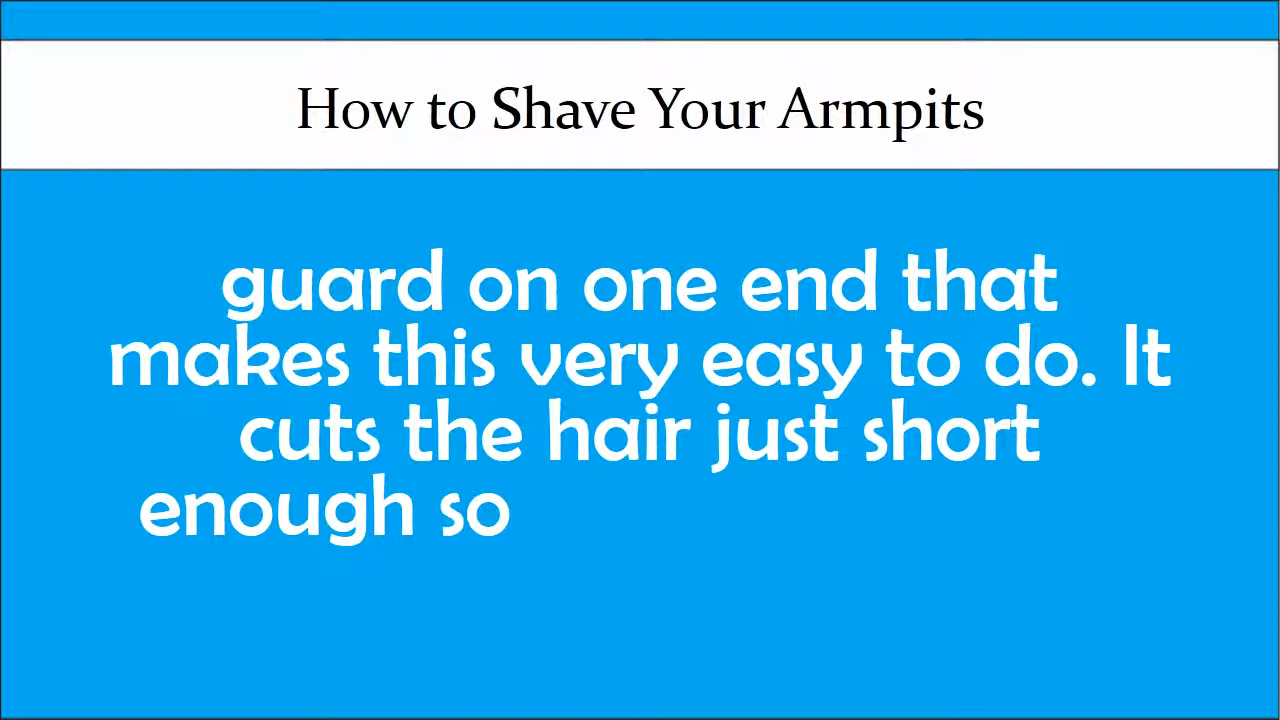 How to Shave Your Armpits
guard on one end that
makes this very easy to do. It
cuts the hair just short
enough so